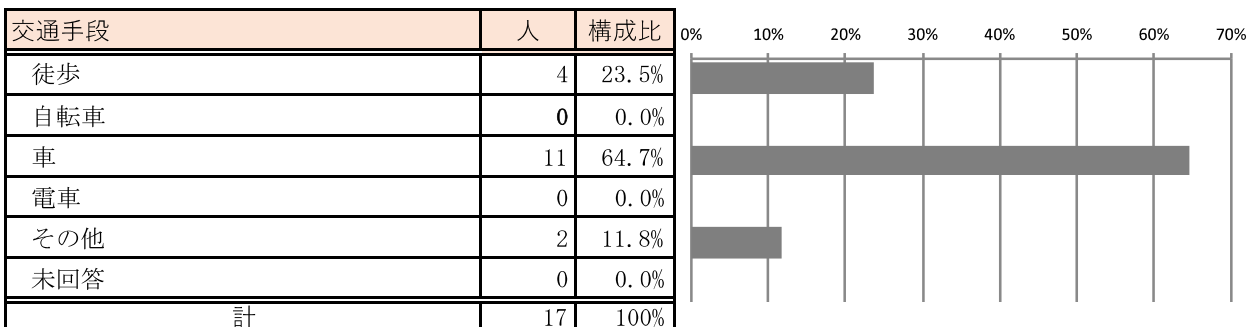 交通手段 人 構成比 0% 10% 20% 30% 40% 50% 60% 70%
徒歩 4 23.5%
自転車 0 0.0%
車 11 64.7%
電車 0 0.0%
その他 2 11.8%
未回答 0 0.0%
計 17 100%